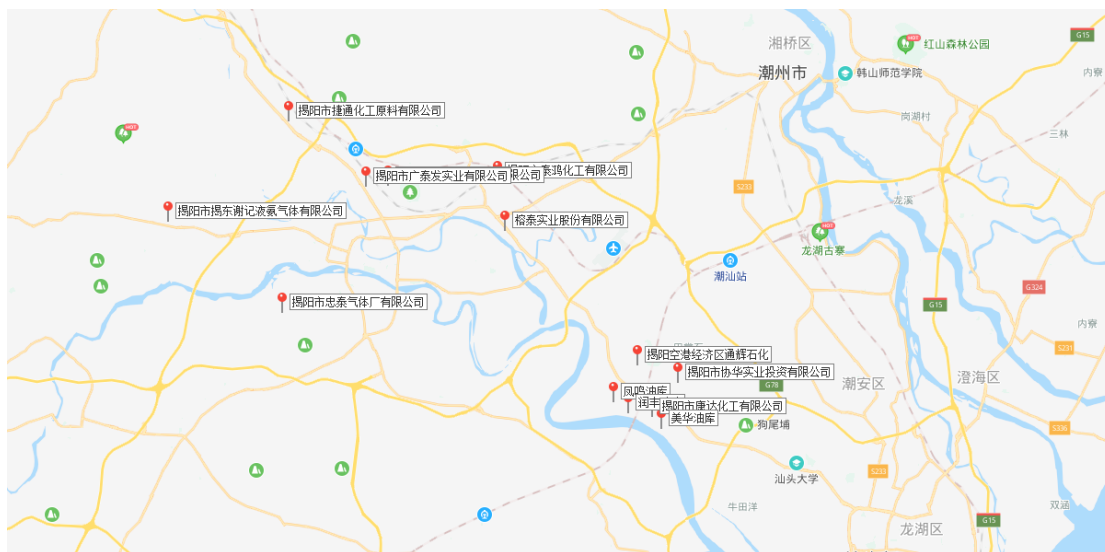 G15
湘桥区
红山森林公园
潮州市
韩山师范学院
内寮
揭阳市捷通化工原料有限公司
岗湖村
三林
鸿化工有限公司
揭阳市广泰发实业有限公司
限公司
S233
龙溪
揭阳市揭东谢记液氨气体有限公司
榕泰实业股份有限公司
龙湖古寨
潮汕站
G324
揭阳市忠泰气体厂有限公司
G15
内寮
S231
揭阳空港经济区通辉石化
揭阳市协华实业投资有限公司
G78
潮安区
澄海区
凤鸣油库
润丰
揭阳市康达化工有限公司
美华油库
狗尾埔
S336
汕头大学
S233
牛田洋
双涵
G15
龙湖区